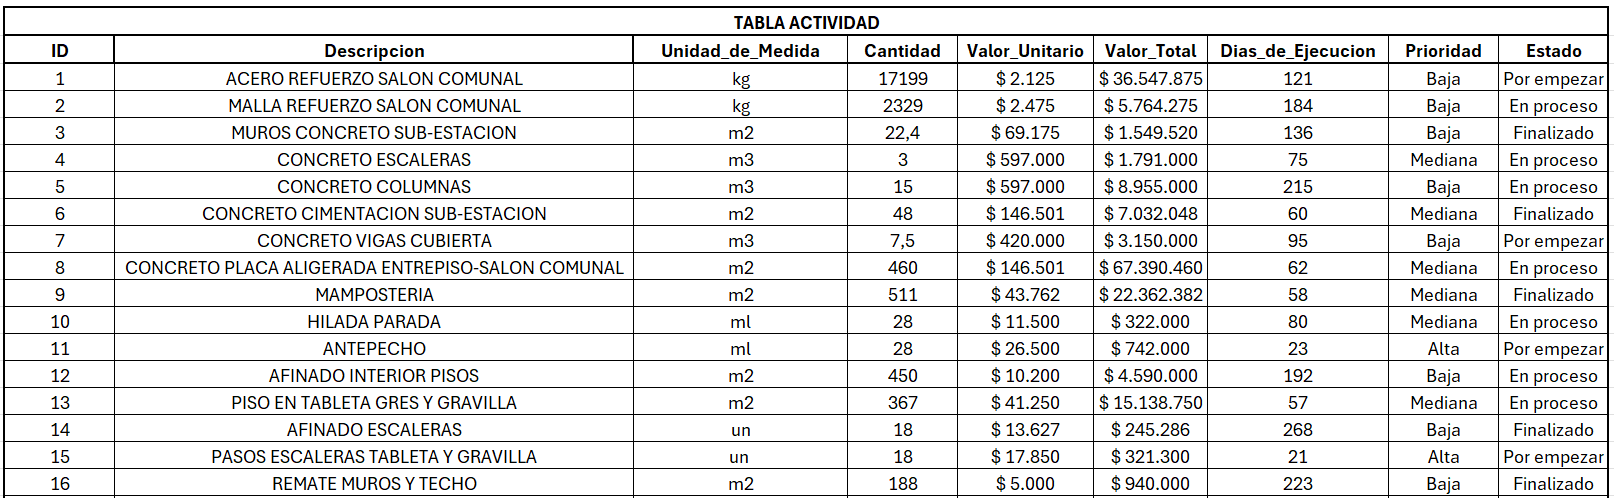 TABLA ACTIVIDAD
ID Descripcion Unidad_de_Medida Cantidad Valor_Unitario Valor_Total Dias_de_Ejecucion Prioridad Estado
1 ACERO REFUERZO SALON COMUNAL kg 17199 $ 2.125 $ 36.547.875 121 Baja Por empezar
2 MALLA REFUERZO SALON COMUNAL kg 2329 $ 2.475 $ 5.764.275 184 Baja En proceso
3 MUROS CONCRETO SUB-ESTACION m2 22,4 $ 69.175 $ 1.549.520 136 Baja Finalizado
4 CONCRETO ESCALERAS m3 3 $ 597.000 $ 1.791.000 75 Mediana En proceso
5 CONCRETO COLUMNAS m3 15 $ 597.000 $ 8.955.000 215 Baja En proceso
6 CONCRETO CIMENTACION SUB-ESTACION m2 48 $ 146.501 $ 7.032.048 60 Mediana Finalizado
7 CONCRETO VIGAS CUBIERTA m3 7,5 $ 420.000 $ 3.150.000 95 Baja Por empezar
8 CONCRETO PLACA ALIGERADA ENTREPISO-SALON COMUNAL m2 460 $ 146.501 $ 67.390.460 62 Mediana En proceso
9 MAMPOSTERIA m2 511 $ 43.762 $ 22.362.382 58 Mediana Finalizado
10 HILADA PARADA ml 28 $ 11.500 $ 322.000 80 Mediana En proceso
11 ANTEPECHO ml 28 $ 26.500 $ 742.000 23 Alta Por empezar
12 AFINADO INTERIOR PISOS m2 450 $ 10.200 $ 4.590.000 192 Baja En proceso
13 PISO EN TABLETA GRES Y GRAVILLA m2 367 $ 41.250 $ 15.138.750 57 Mediana En proceso
14 AFINADO ESCALERAS un 18 $ 13.627 $ 245.286 268 Baja Finalizado
15 PASOS ESCALERAS TABLETA Y GRAVILLA un 18 $ 17.850 $ 321.300 21 Alta Por empezar
16 REMATE MUROS Y TECHO m2 188 $ 5.000 $ 940.000 223 Baja Finalizado